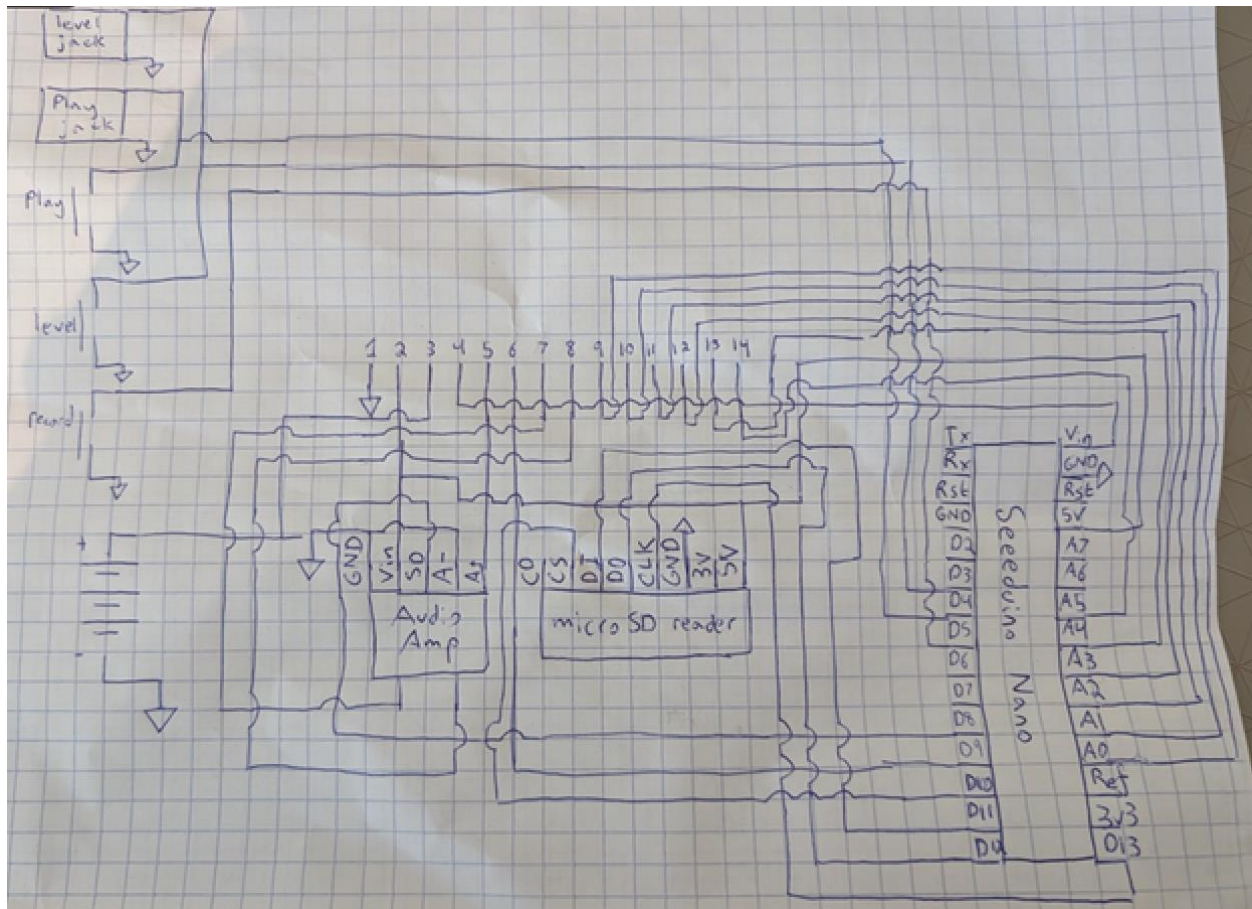 level
jack
Play
jack
Play
level
record
1 2 3 4 5 6 7 8 9 10 11 12 13 14
+
-
GND
Vin
SD
A-
A+
Audio
Amp
CD
CS
DI
DO
CLK
GND
3V
5V
micro SD reader
Tx
Rx
Rst
GND
D2
D3
D4
D5
D6
D7
D8
D9
D10
D11
Seeeduino Nano
Vin
GND
Rst
5V
A7
A6
A5
A4
A3
A2
A1
A0
Ref
3v3
D13